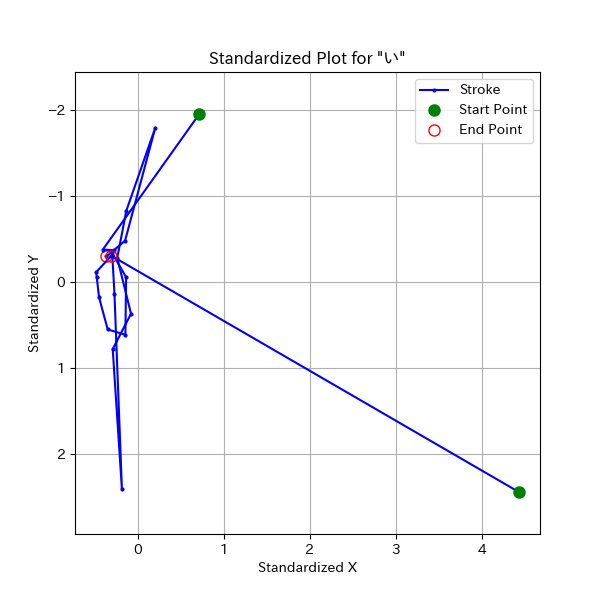 Standardized Plot for "い"
Stroke
Start Point
End Point
Standardized Y
−2
−1
0
1
2
0 1 2 3 4
Standardized X